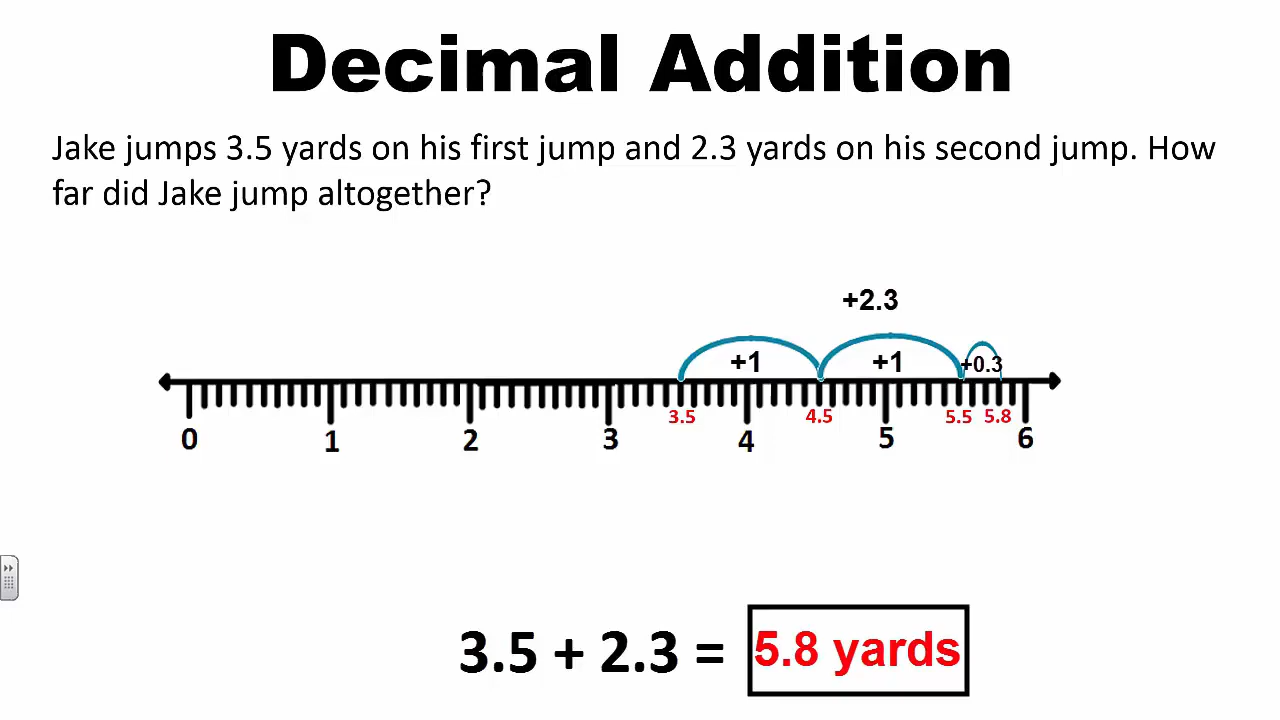 Decimal Addition
Jake jumps 3.5 yards on his first jump and 2.3 yards on his second jump. How
far did Jake jump altogether?
+2.3
+1 +1 +0.3
3.5 4.5 5.5 5.8
0 1 2 3 4 5 6
3.5 + 2.3 = 5.8 yards